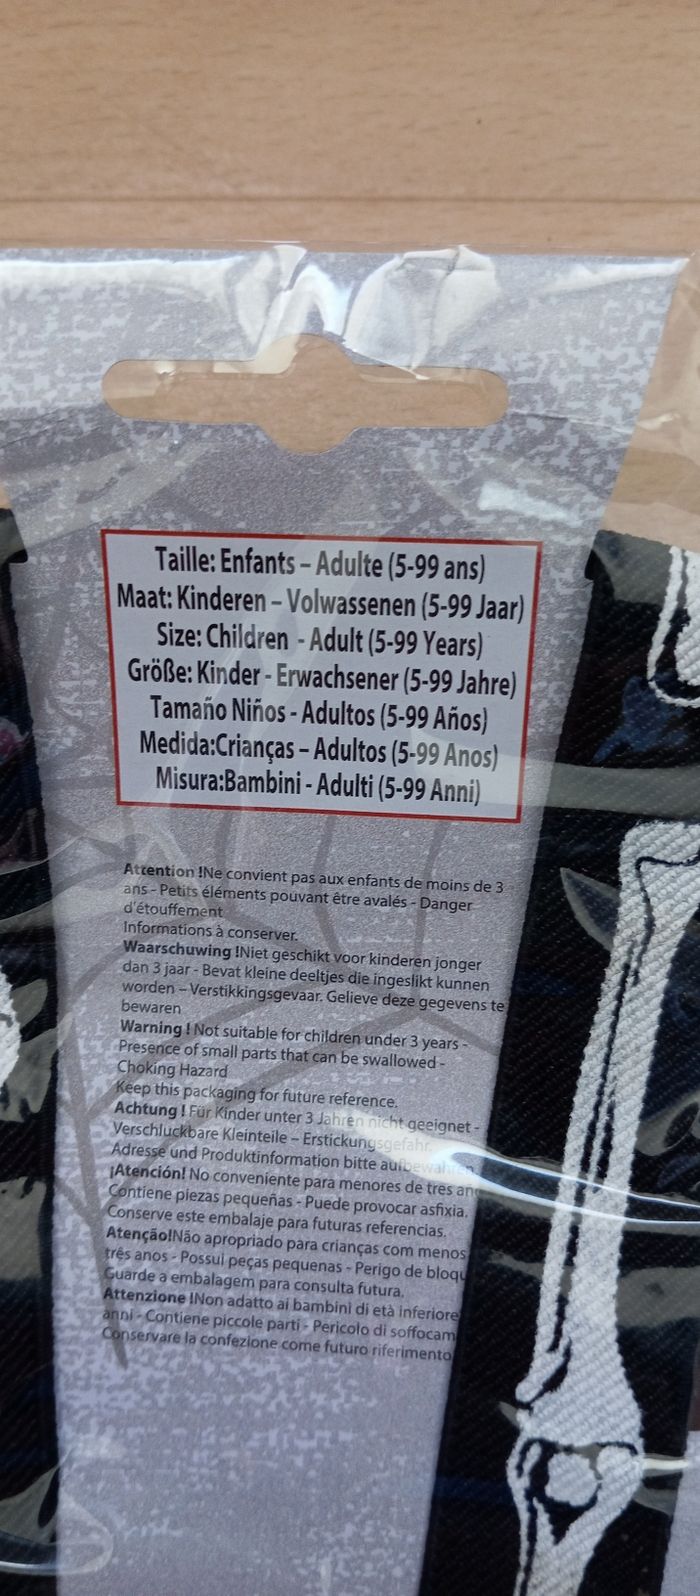 Taille: Enfants – Adulte (5-99 ans)
Maat: Kinderen – Volwassenen (5-99 Jaar)
Size: Children - Adult (5-99 Years)
Größe: Kinder - Erwachsener (5-99 Jahre)
Tamaño Niños - Adultos (5-99 Años)
Medida:Crianças – Adultos (5-99 Anos)
Misura:Bambini - Adulti (5-99 Anni)
Attention !Ne convient pas aux enfants de moins de 3
ans - Petits éléments pouvant être avalés - Danger
d'étouffement
Informations à conserver.
Waarschuwing !Niet geschikt voor kinderen jonger
dan 3 jaar - Bevat kleine deeltjes die ingeslikt kunnen
worden – Verstikkingsgevaar. Gelieve deze gegevens te
bewaren
Warning ! Not suitable for children under 3 years -
Presence of small parts that can be swallowed -
Choking Hazard
Keep this packaging for future reference.
Achtung ! Für Kinder unter 3 Jahren nicht geeignet -
Verschluckbare Kleinteile – Erstickungsgefahr.
Adresse und Produktinformation bitte aufbewahren
¡Atención! No conveniente para menores de tres
Contiene piezas pequeñas - Puede provocar asfixia.
Conserve este embalaje para futuras referencias.
Atenção!Não apropriado para crianças com menos
três anos - Possui peças pequenas - Perigo de
Guarde a embalagem para consulta futura.
Attenzione !Non adatto ai bambini di età inferiore
anni - Contiene piccole parti - Pericolo di
Conservare la confezione come futuro riferimento